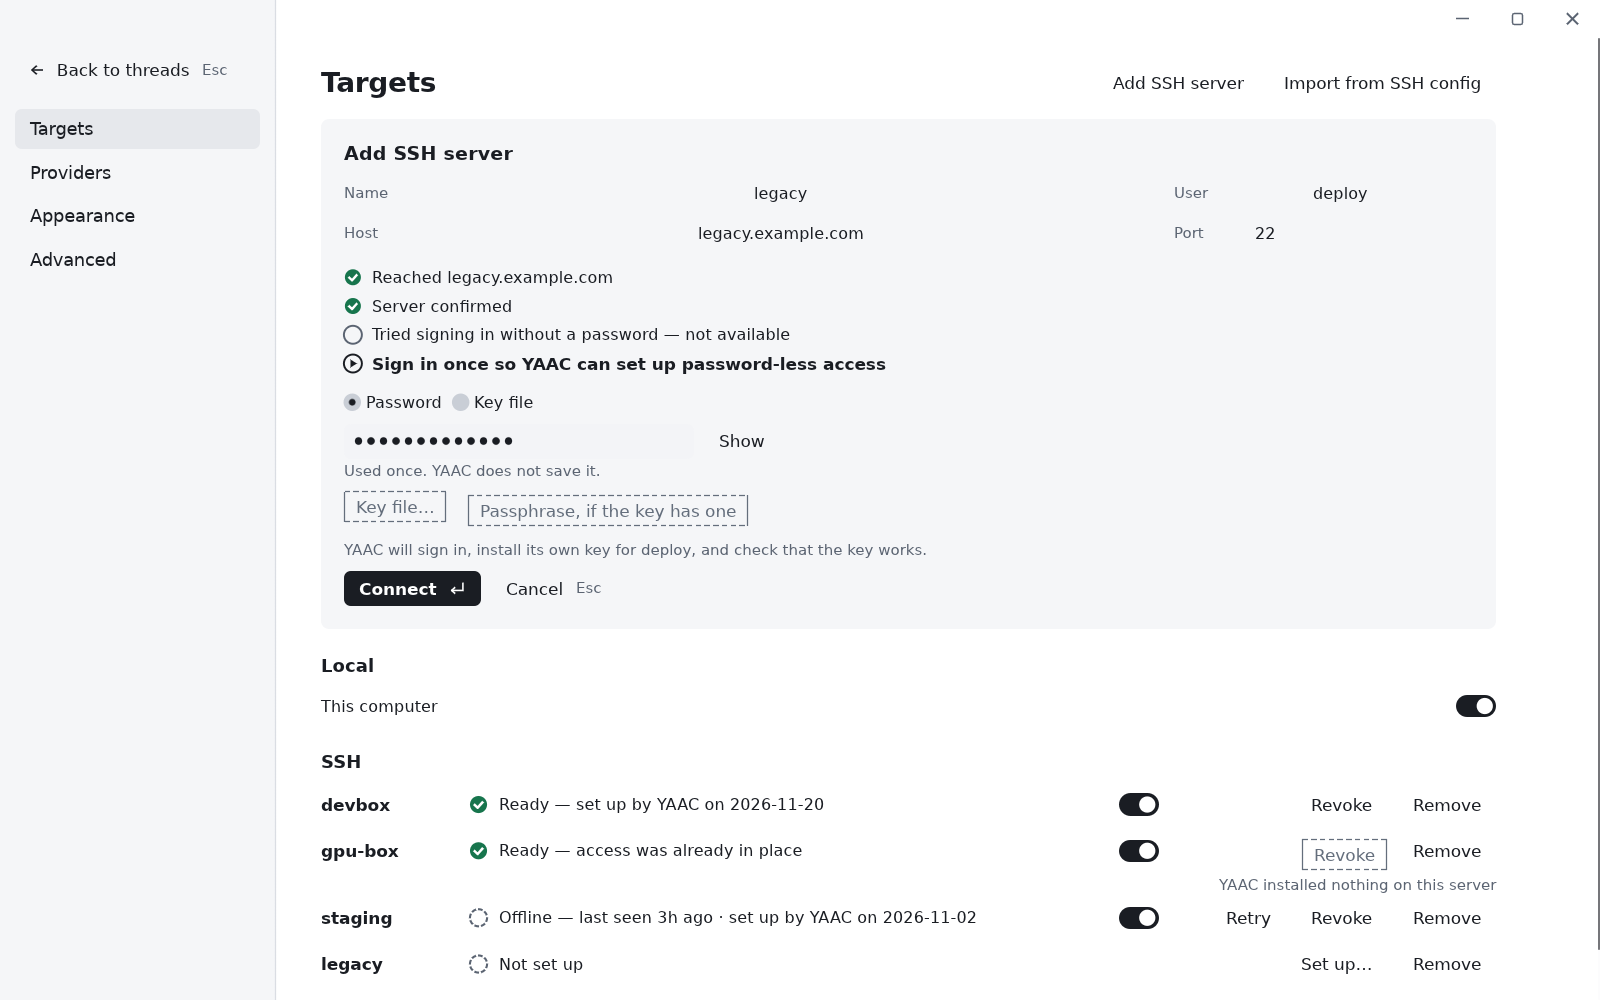 Back to threads Esc
Targets
Providers
Appearance
Advanced
Targets
Add SSH server
Import from SSH config
Add SSH server
Name legacy User deploy
Host legacy.example.com Port 22
Reached legacy.example.com
Server confirmed
Tried signing in without a password — not available
Sign in once so YAAC can set up password-less access
Password Key file
•••••••••••••
Show
Used once. YAAC does not save it.
Key file… Passphrase, if the key has one
YAAC will sign in, install its own key for deploy, and check that the key works.
Connect Cancel Esc
Local
This computer
SSH
devbox Ready — set up by YAAC on 2026-11-20 Revoke Remove
gpu-box Ready — access was already in place Revoke Remove
YAAC installed nothing on this server
staging Offline — last seen 3h ago · set up by YAAC on 2026-11-02 Retry Revoke Remove
legacy Not set up Set up… Remove